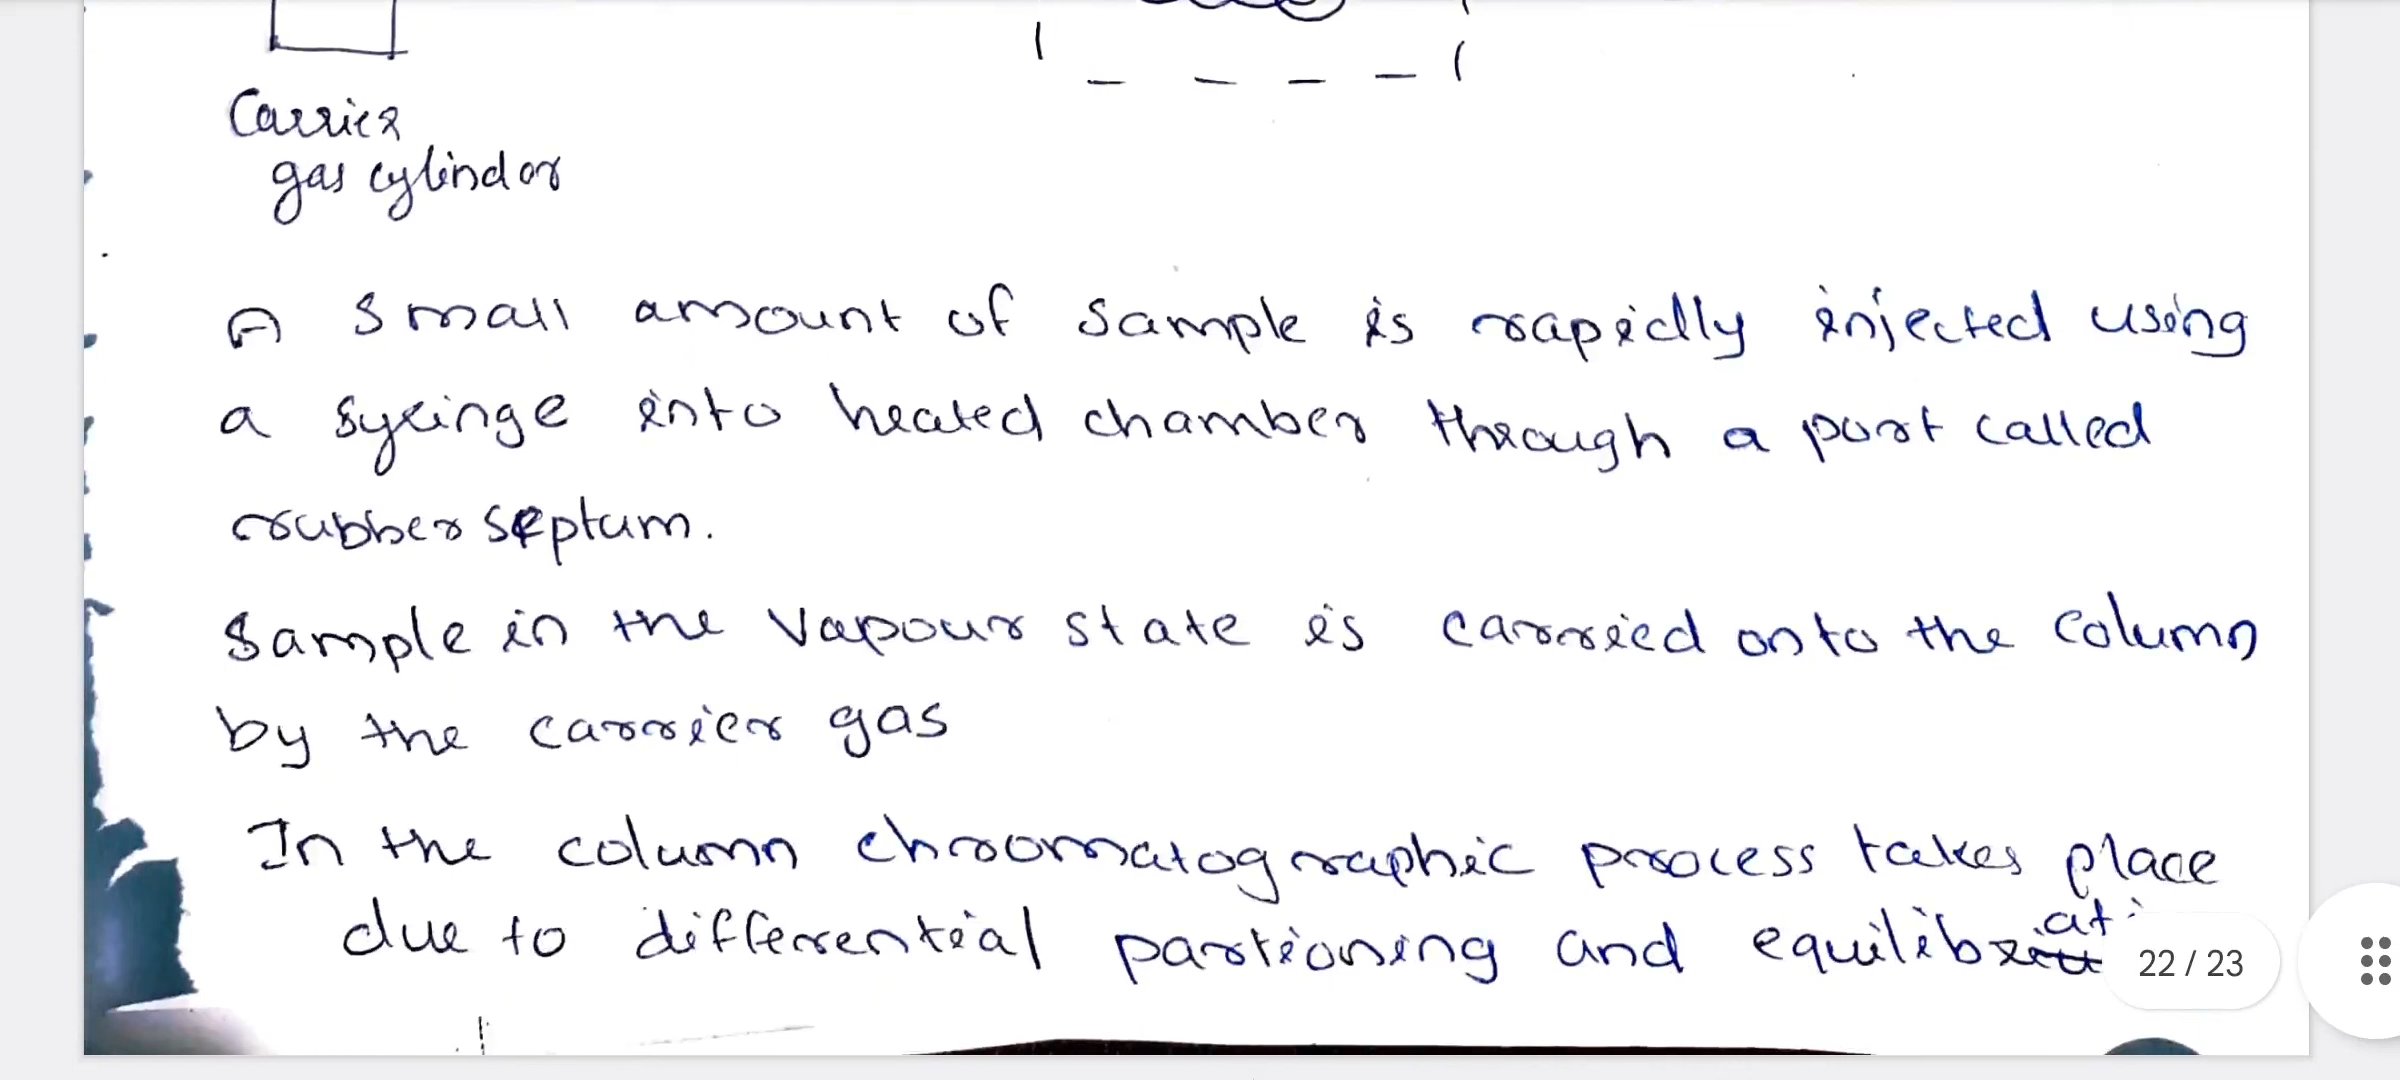 Carrier
gas cylindor
A small amount of sample is rapidly injected using
a syringe into heated chamber through a port called
rubber septum.
Sample in the vapour state is carried onto the column
by the carrier gas
In the column chromatographic process takes place
due to differential partioning and
22 / 23